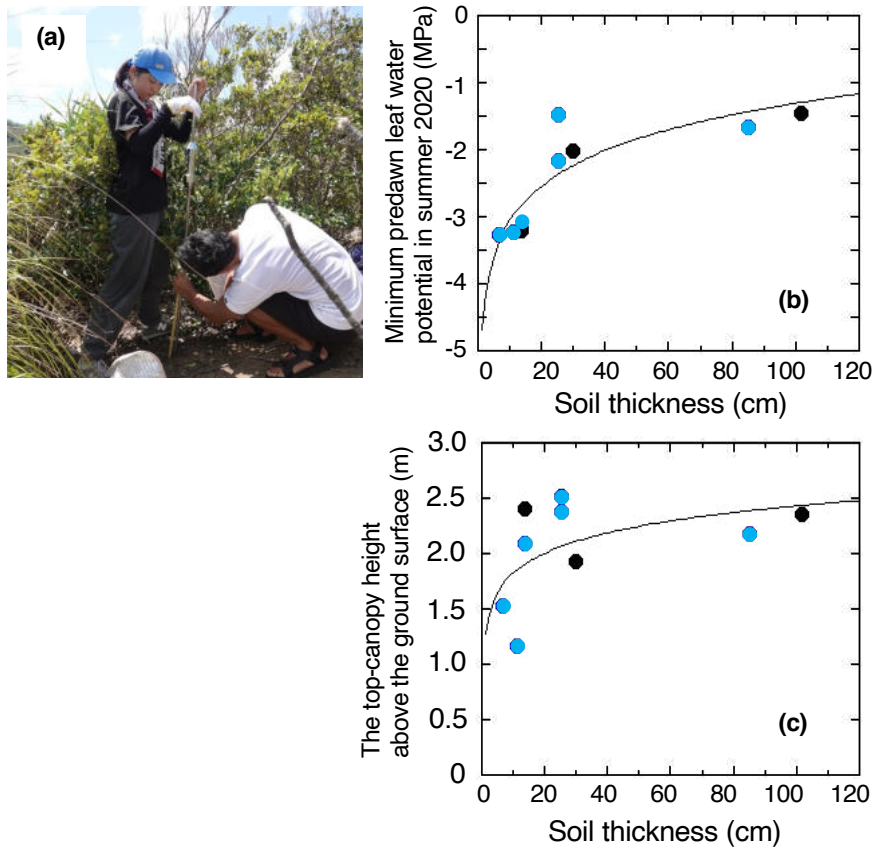 (a)
Minimum predawn leaf water
potential in summer 2020 (MPa)
0
-1
-2
-3
-4
-5
(b)
0 20 40 60 80 100 120
Soil thickness (cm)
The top-canopy height
above the ground surface (m)
3.0
2.5
2.0
1.5
1.0
0.5
0
(c)
0 20 40 60 80 100 120
Soil thickness (cm)